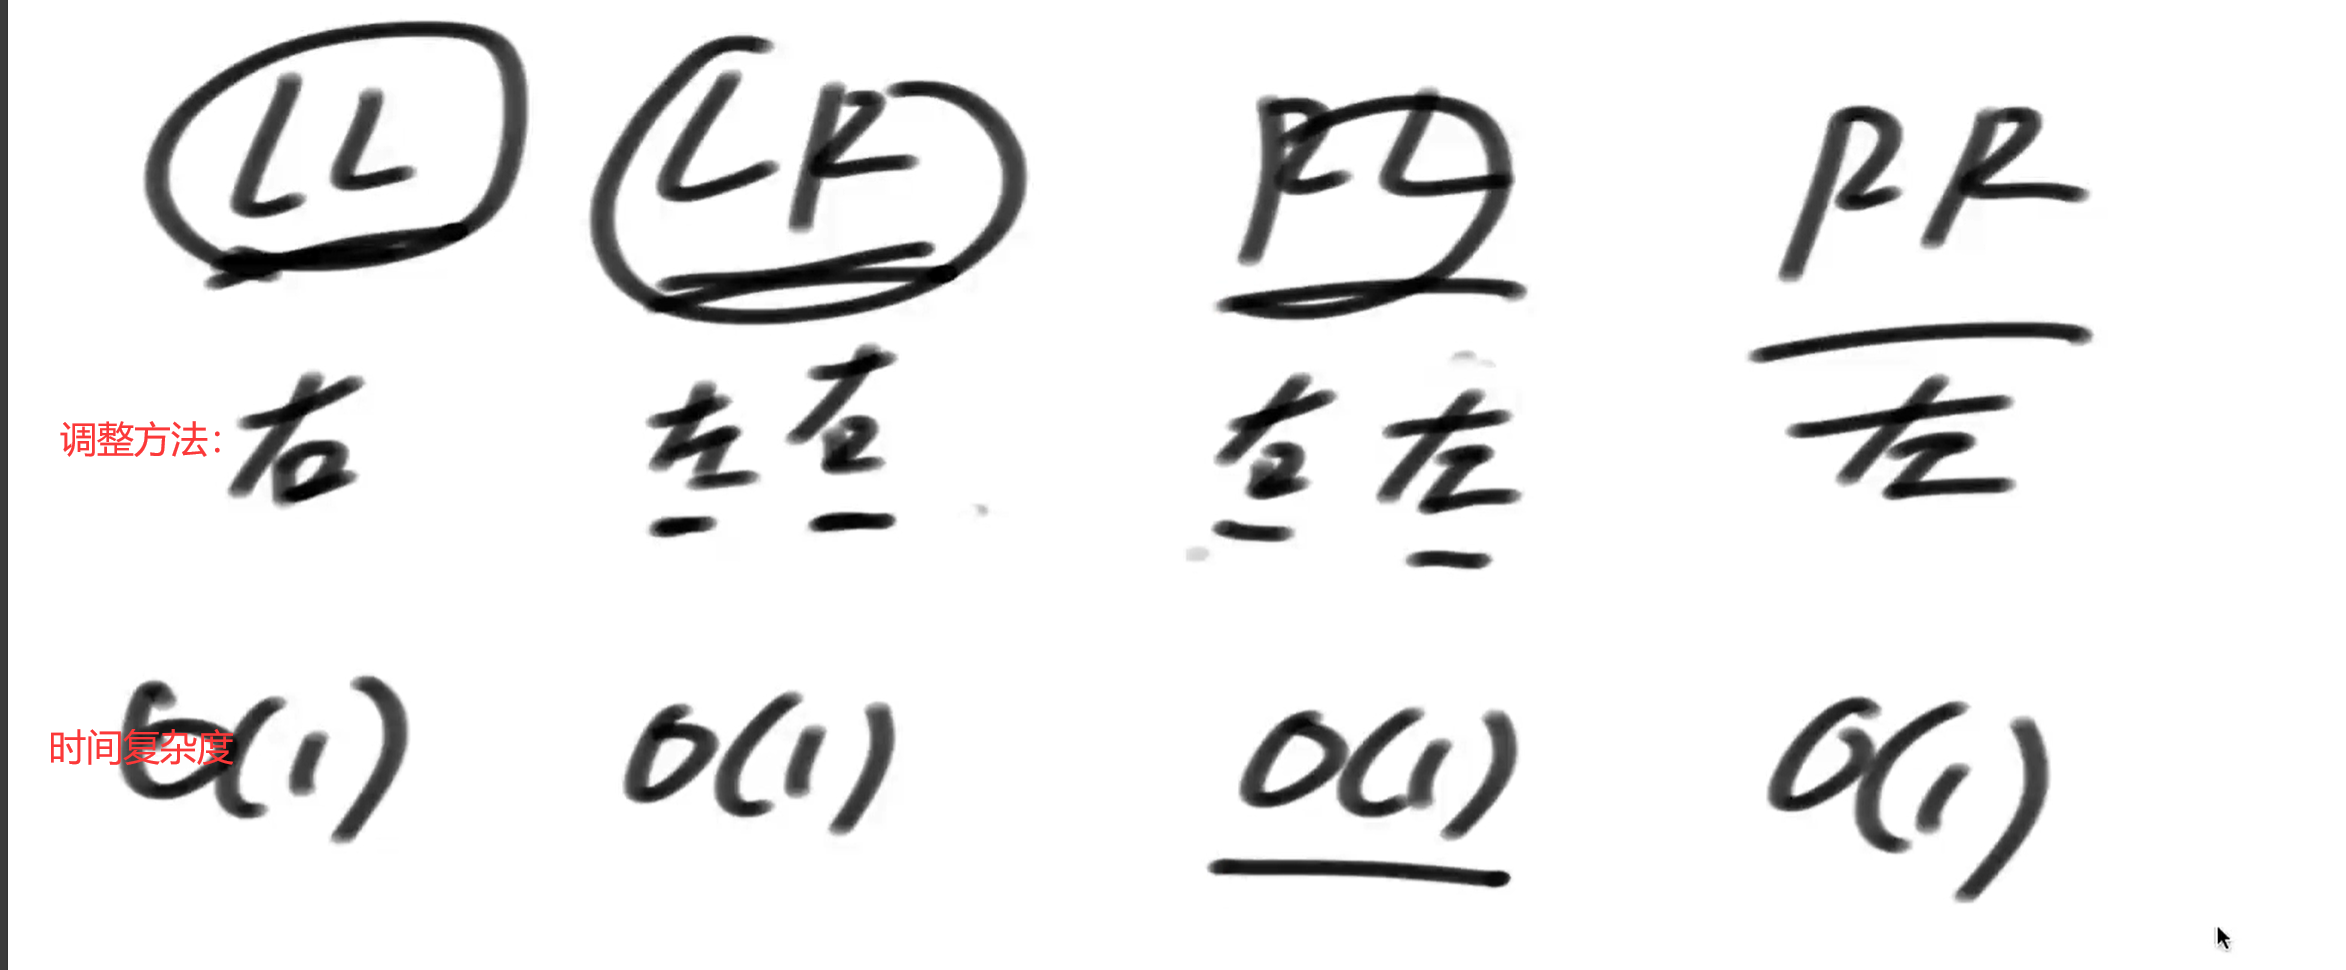 LL LR RL RR
调整方法：右 左右 右左 左
时间复杂度 O(1) O(1) O(1) O(1)